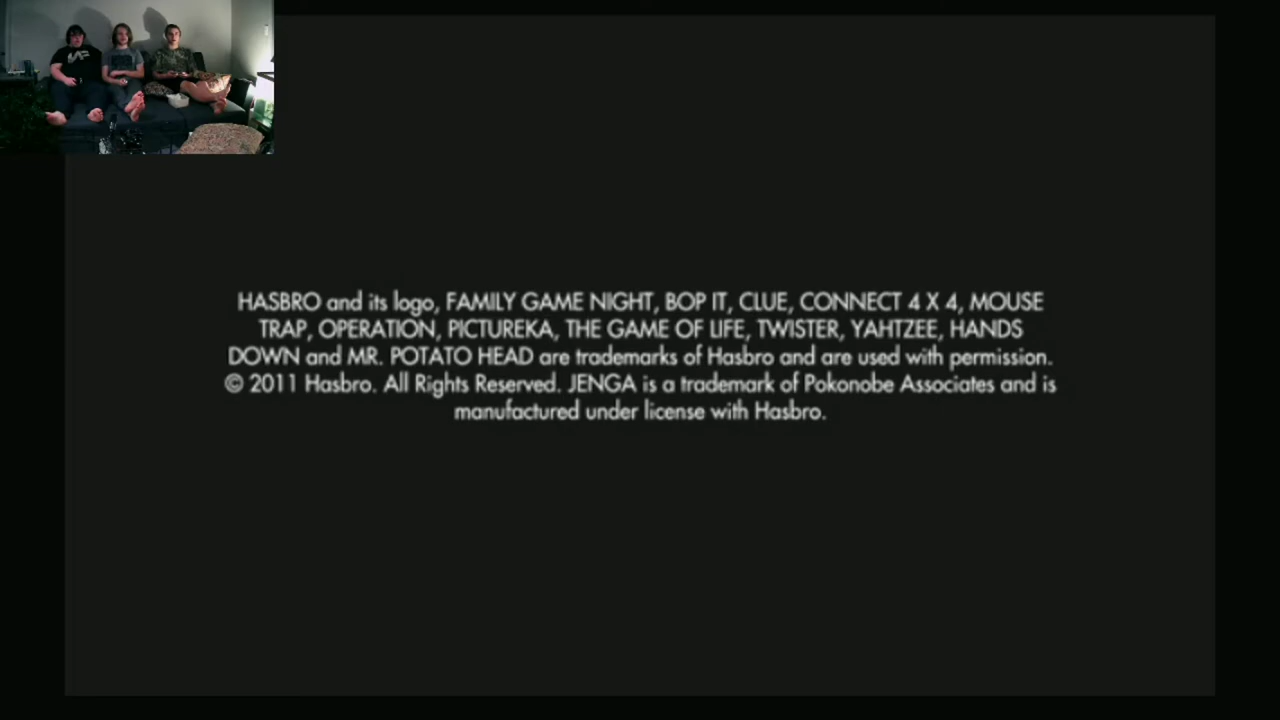 HASBRO and its logo, FAMILY GAME NIGHT, BOP IT, CLUE, CONNECT 4 X 4, MOUSE
TRAP, OPERATION, PICTUREKA, THE GAME OF LIFE, TWISTER, YAHTZEE, HANDS
DOWN and MR. POTATO HEAD are trademarks of Hasbro and are used with permission.
© 2011 Hasbro. All Rights Reserved. JENGA is a trademark of Pokonobe Associates and is
manufactured under license with Hasbro.